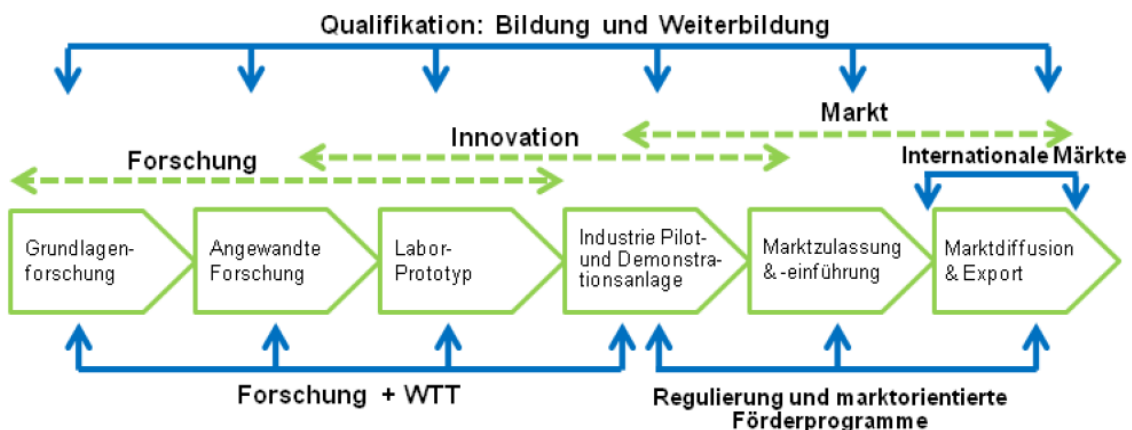 Qualifikation: Bildung und Weiterbildung
Markt
Innovation
Forschung
Internationale Märkte
Grundlagen-
forschung
Angewandte
Forschung
Labor-
Prototyp
Industrie Pilot-
und Demonstra-
tionsanlage
Marktzulassung
& -einführung
Marktdiffusion
& Export
Forschung + WTT
Regulierung und marktorientierte
Förderprogramme